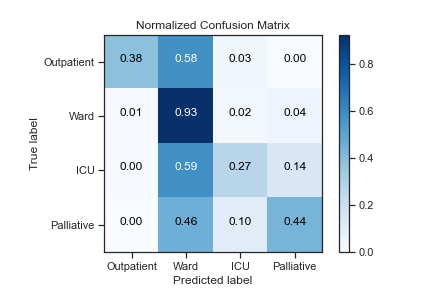 Normalized Confusion Matrix
Outpatient 0.38 0.58 0.03 0.00
Ward 0.01 0.93 0.02 0.04
ICU 0.00 0.59 0.27 0.14
Palliative 0.00 0.46 0.10 0.44
Outpatient Ward ICU Palliative
Predicted label
True label
0.8
0.6
0.4
0.2
0.0